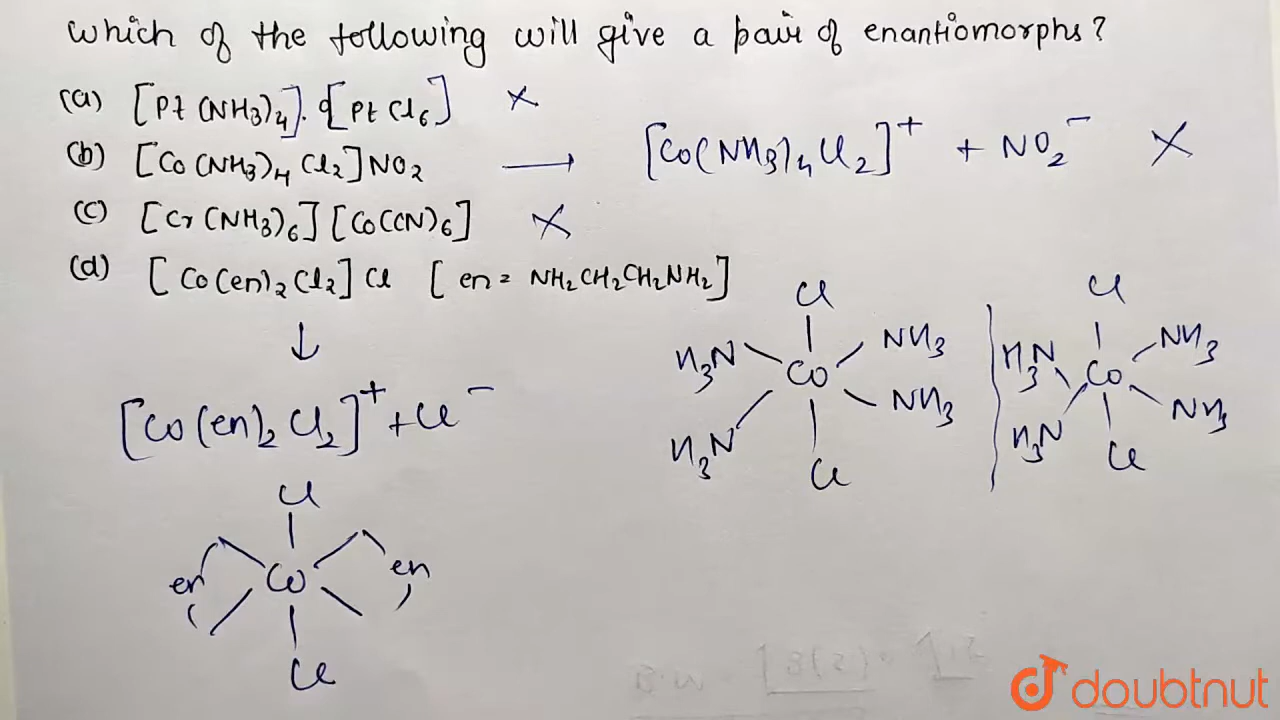 Which of the following will give a pair of enantiomorphs?
(a) [Pt(NH3)4].[PtCl6] ×
(b) [Co(NH3)4Cl2]NO2 → [Co(NH3)4Cl2]+ + NO2- ×
(c) [Cr(NH3)6][Co(CN)6] ×
(d) [Co(en)2Cl2]Cl [en = NH2CH2CH2NH2]
↓
[Co(en)2Cl2]+ + Cl-
Cl
en Co en
Cl
Cl Cl
H3N NH3 H3N NH3
Co Co
H3N NH3 H3N NH3
Cl Cl
doubtnut